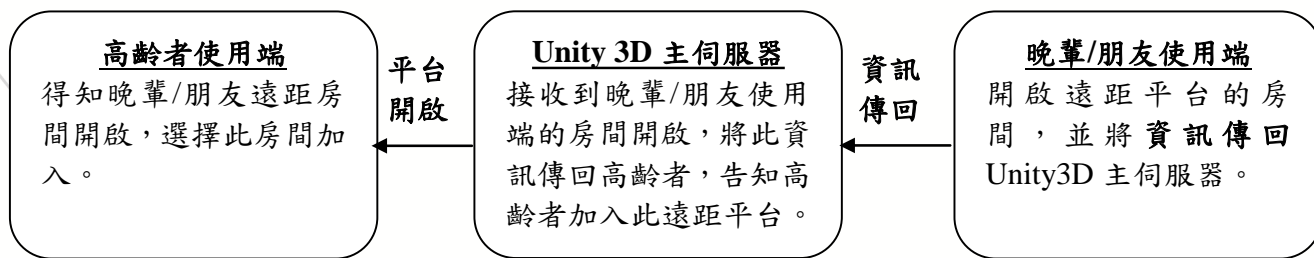 高齡者使用端
得知晚輩/朋友遠距房
間開啟，選擇此房間加
入。
平台
開啟
Unity 3D 主伺服器
接收到晚輩/朋友使用
端的房間開啟，將此資
訊傳回高齡者，告知高
齡者加入此遠距平台。
資訊
傳回
晚輩/朋友使用端
開啟遠距平台的房
間，並將資訊傳回
Unity3D 主伺服器。